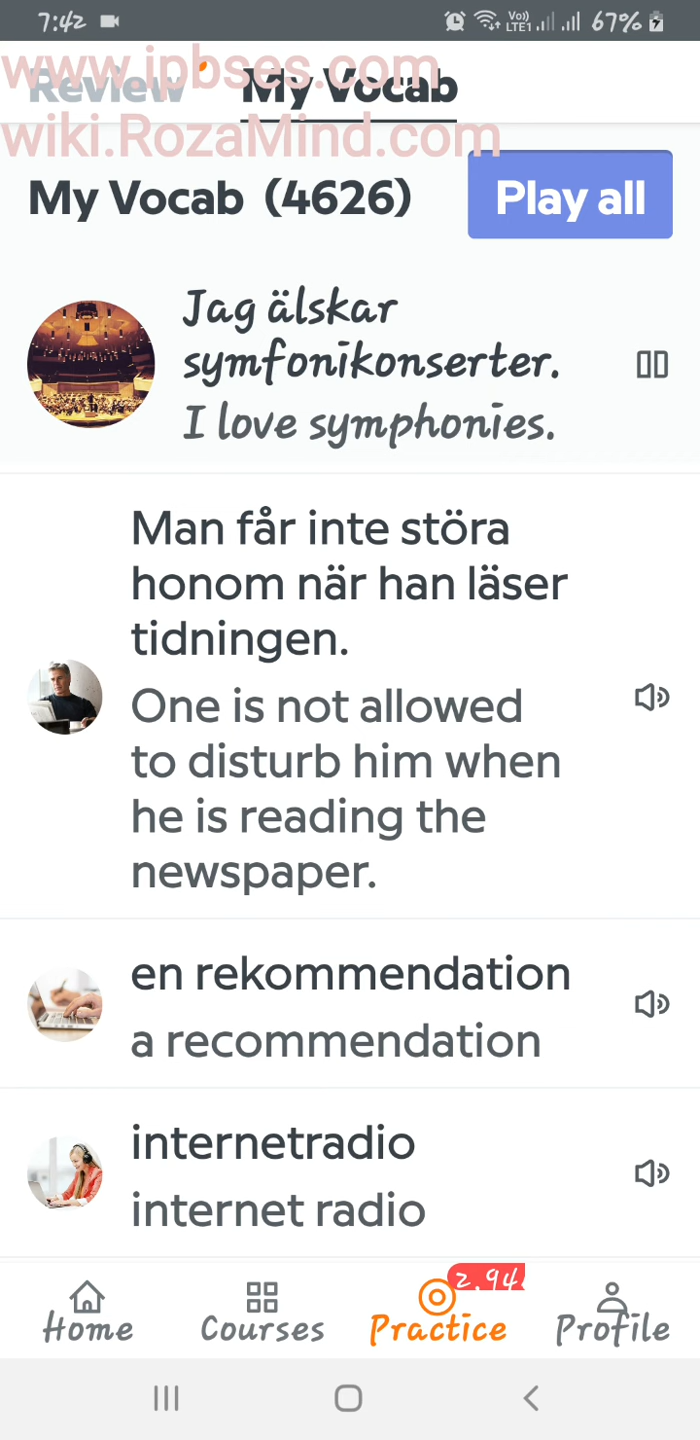 7:42 Vo)) LTE1 67%
www.ipbses.com
Review My Vocab
wiki.RozaMind.com
My Vocab (4626) Play all
Jag älskar
symfonikonserter.
I love symphonies.
Man får inte störa
honom när han läser
tidningen.
One is not allowed
to disturb him when
he is reading the
newspaper.
en rekommendation
a recommendation
internetradio
internet radio
2,94
Home Courses Practice Profile